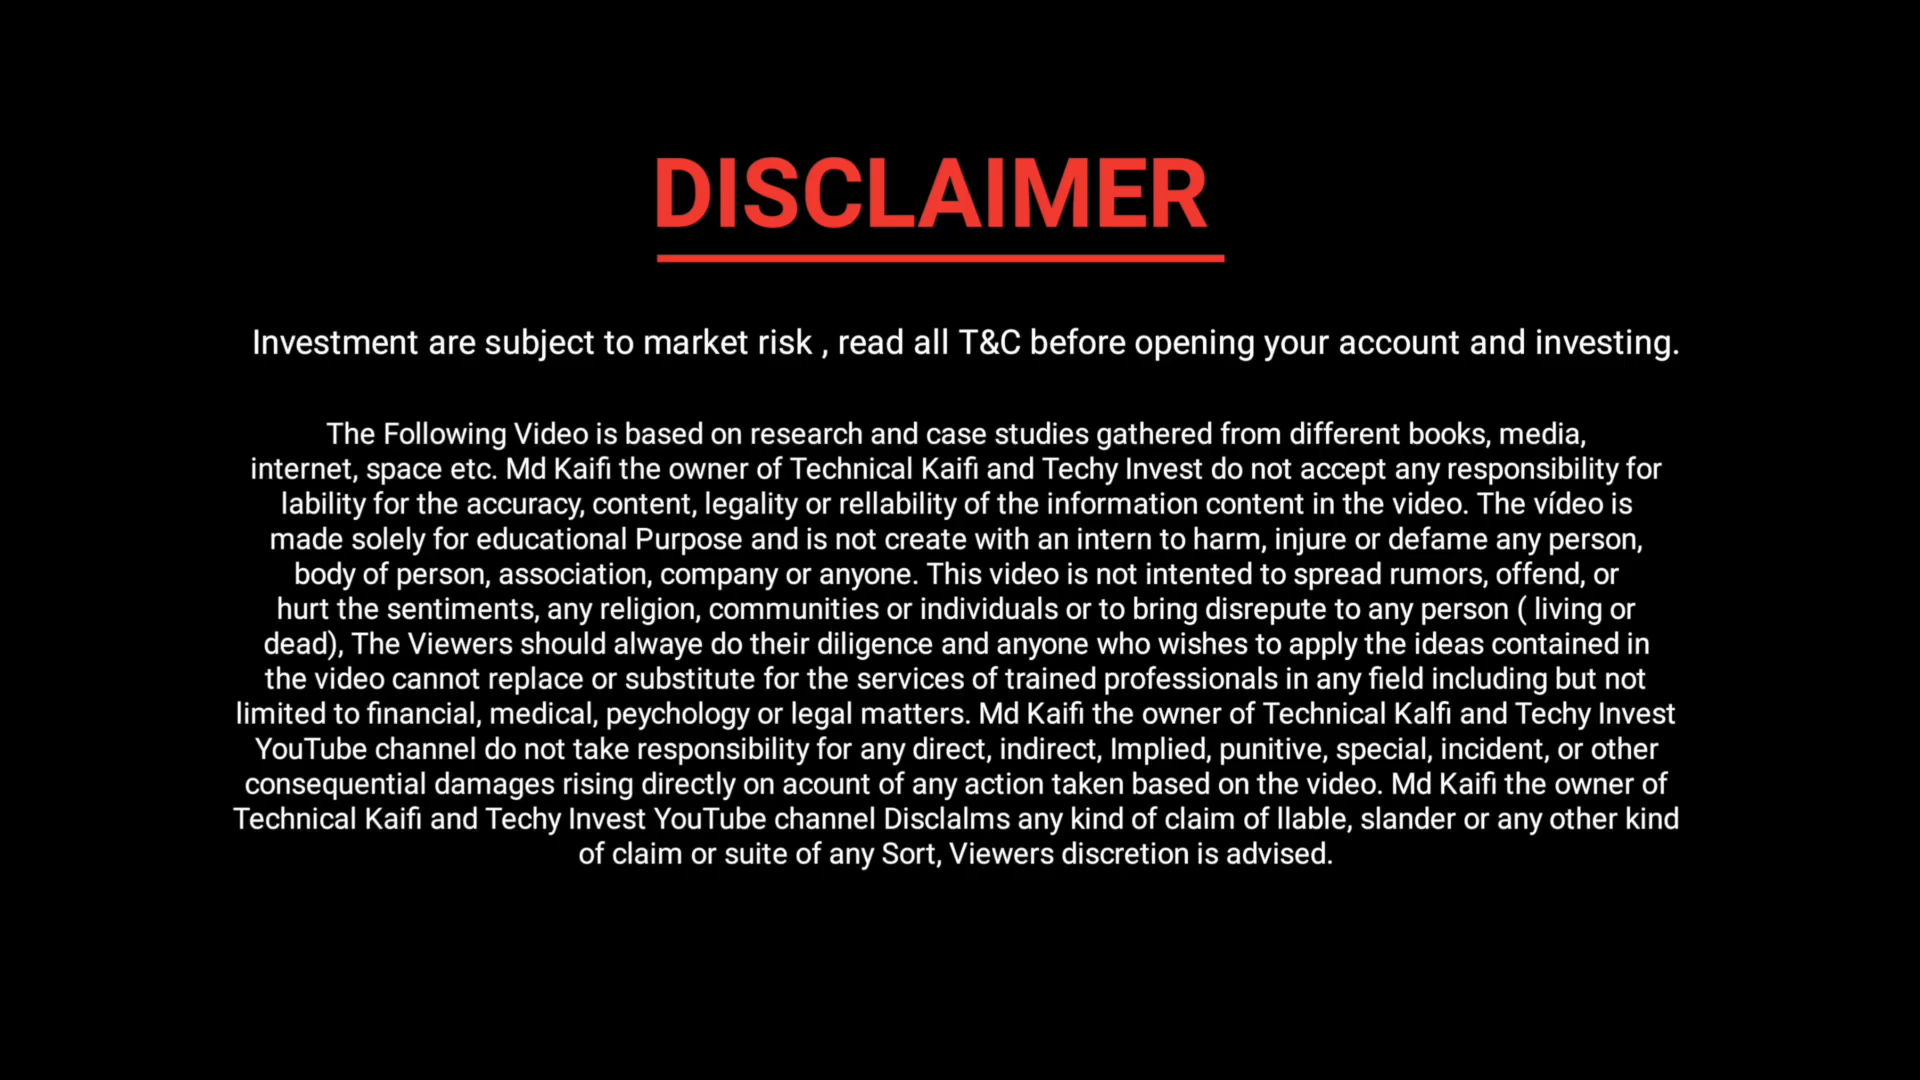 DISCLAIMER
Investment are subject to market risk , read all T&C before opening your account and investing.
The Following Video is based on research and case studies gathered from different books, media,
internet, space etc. Md Kaifi the owner of Technical Kaifi and Techy Invest do not accept any responsibility for
lability for the accuracy, content, legality or rellability of the information content in the video. The vídeo is
made solely for educational Purpose and is not create with an intern to harm, injure or defame any person,
body of person, association, company or anyone. This video is not intented to spread rumors, offend, or
hurt the sentiments, any religion, communities or individuals or to bring disrepute to any person ( living or
dead), The Viewers should alwaye do their diligence and anyone who wishes to apply the ideas contained in
the video cannot replace or substitute for the services of trained professionals in any field including but not
limited to financial, medical, peychology or legal matters. Md Kaifi the owner of Technical Kalfi and Techy Invest
YouTube channel do not take responsibility for any direct, indirect, Implied, punitive, special, incident, or other
consequential damages rising directly on acount of any action taken based on the video. Md Kaifi the owner of
Technical Kaifi and Techy Invest YouTube channel Disclalms any kind of claim of llable, slander or any other kind
of claim or suite of any Sort, Viewers discretion is advised.